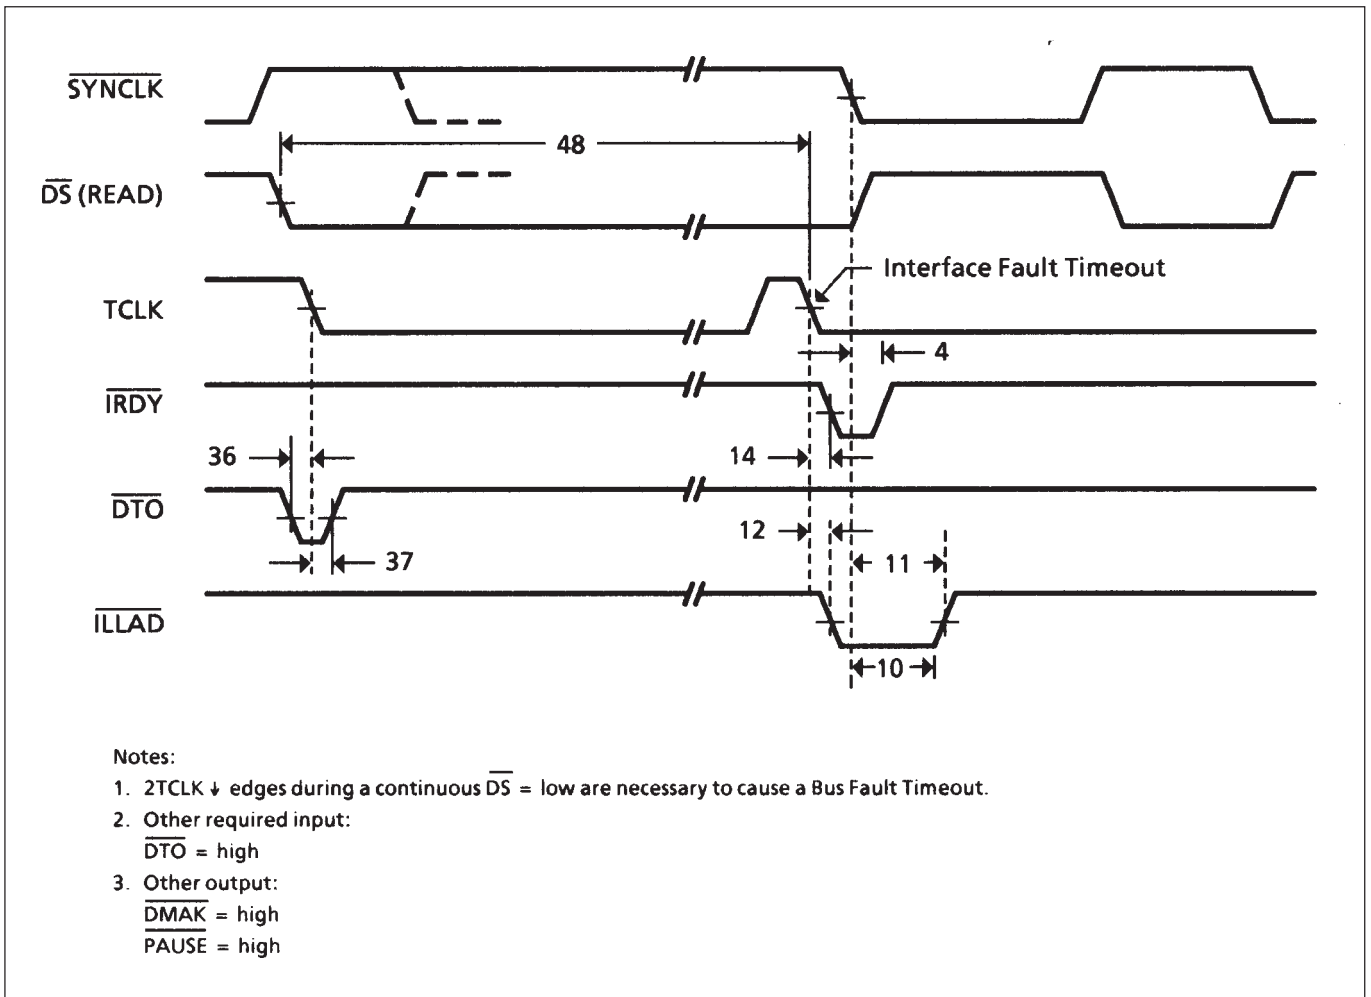 SYNCLK
48
DS (READ)
Interface Fault Timeout
TCLK
4
IRDY
36
14
DTO
12
37
11
ILLAD
10
Notes:
1. 2TCLK ↓ edges during a continuous DS = low are necessary to cause a Bus Fault Timeout.
2. Other required input:
DTO = high
3. Other output:
DMAK = high
PAUSE = high